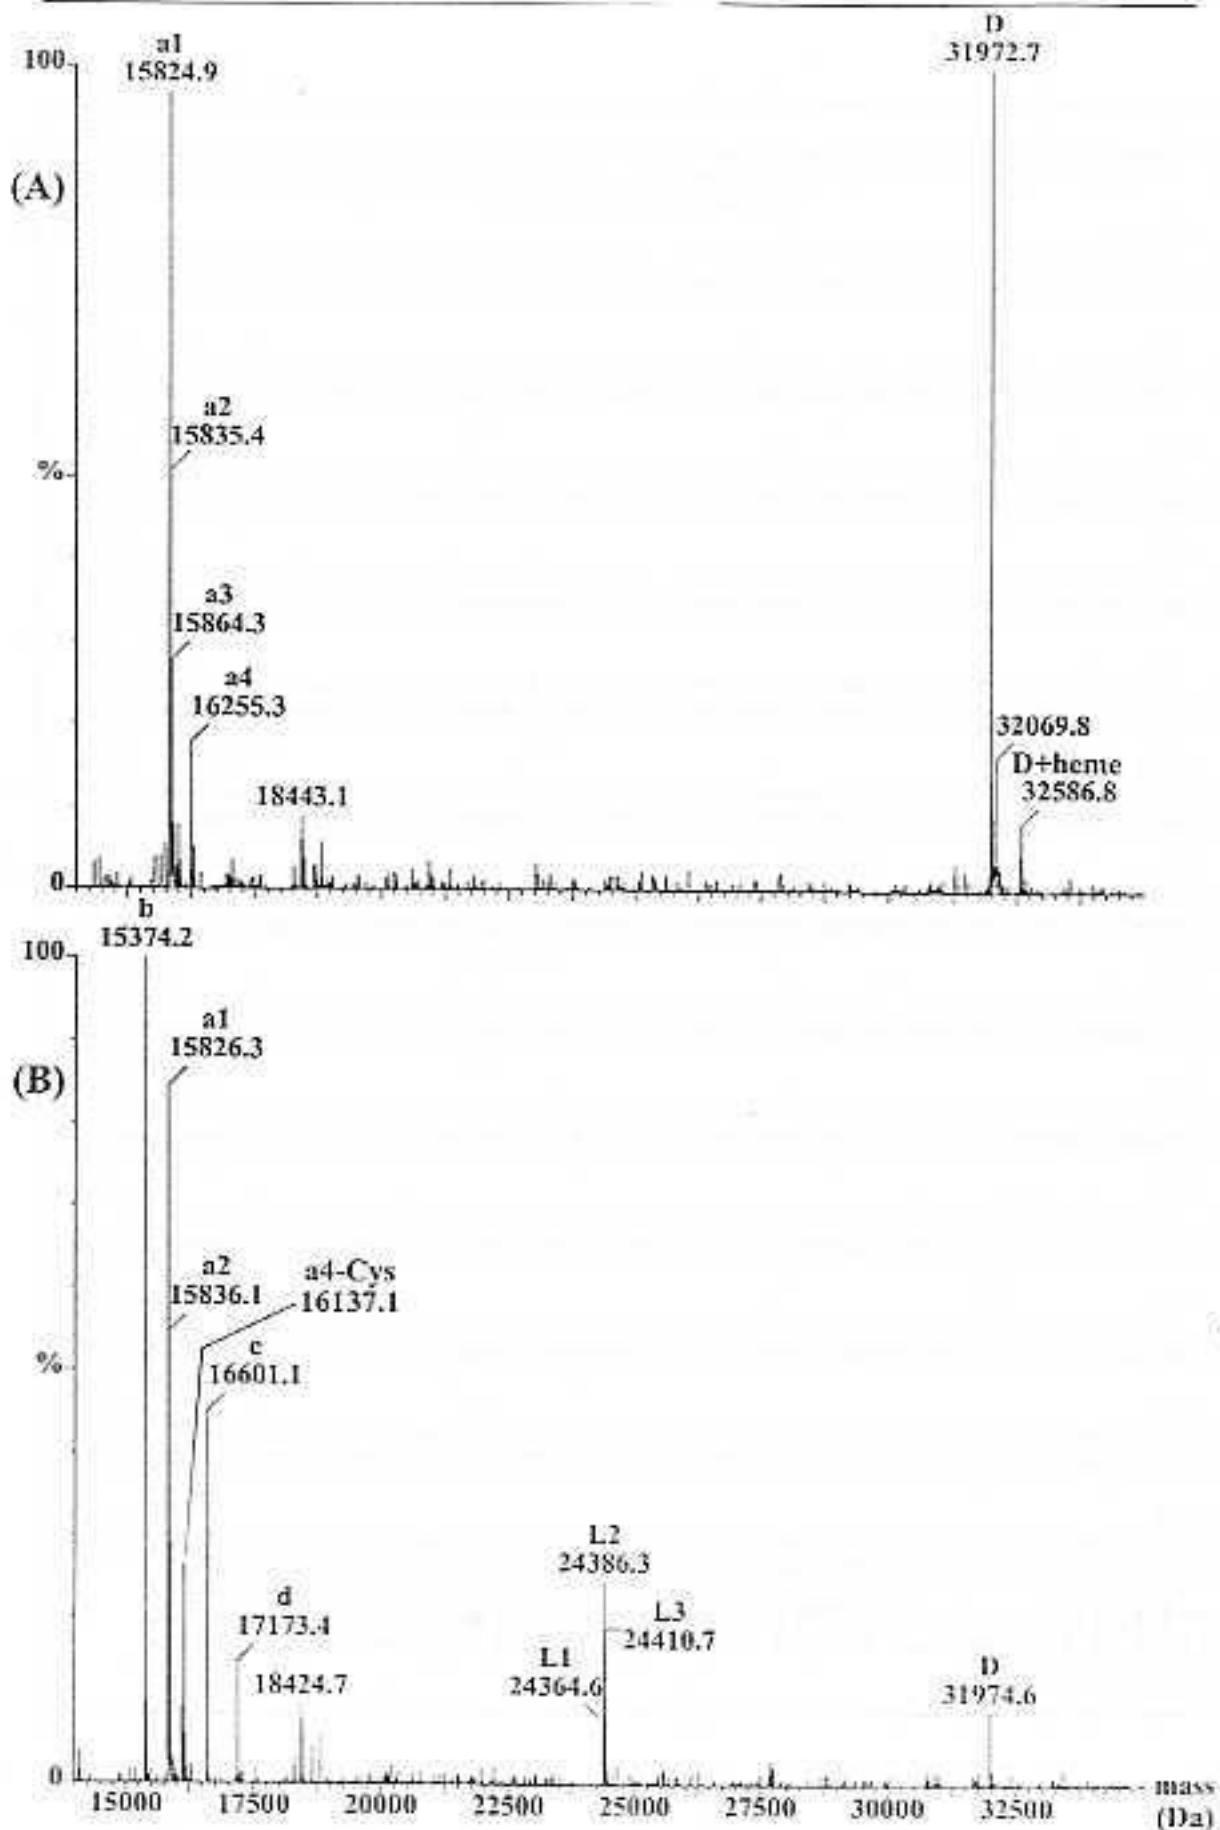 a1
15824.9
D
31972.7
100
(A)
a2
15835.4
%
a3
15864.3
a4
16255.3
18443.1
32069.8
D+heme
32586.8
0
b
15374.2
100
a1
15826.3
(B)
a2
15836.1
a4-Cys
16137.1
%
c
16601.1
L2
24386.3
d
17173.4
L3
24410.7
L1
24364.6
18424.7
D
31974.6
0
15000 17500 20000 22500 25000 27500 30000 32500
mass
(Da)